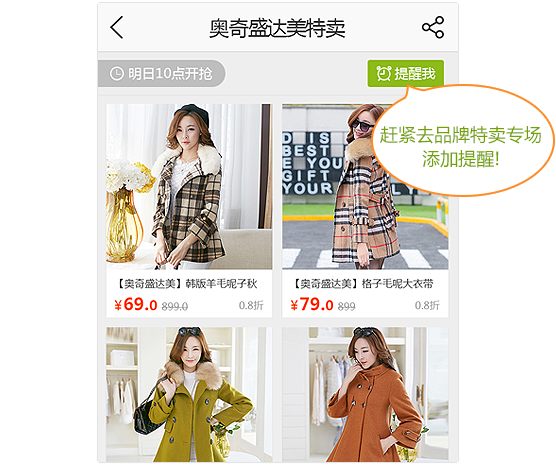 奥奇盛达美特卖
明日10点开抢
提醒我
赶紧去品牌特卖专场
添加提醒!
D IS
BEST
E YOU
GIFT
YOUR
【奥奇盛达美】韩版羊毛呢子秋
¥69.0 899.0 0.8折
【奥奇盛达美】格子毛呢大衣带
¥79.0 899 0.8折